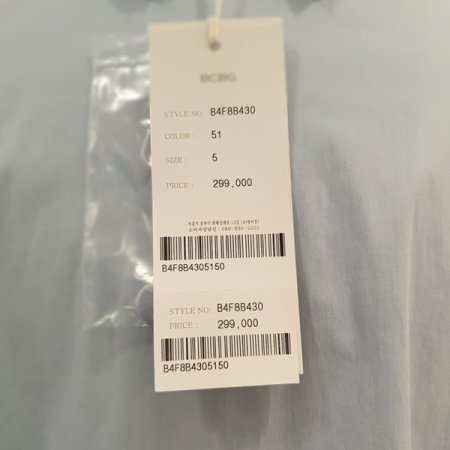 BCBG
STYLE NO. B4F8B430
COLOR : 51
SIZE : 5
PRICE : 299,000
B4F8B4305150
STYLE NO. B4F8B430
PRICE : 299,000
B4F8B4305150